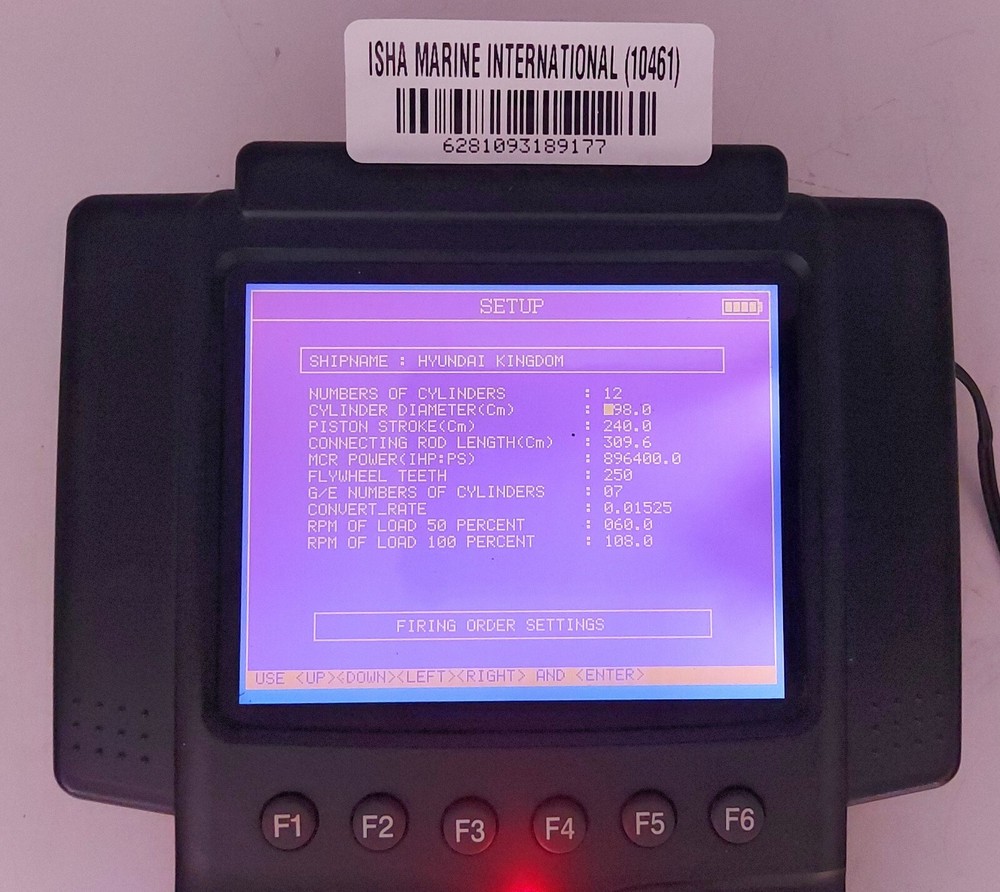 ISHA MARINE INTERNATIONAL (10461)
6281093189177
SETUP
SHIPNAME : HYUNDAI KINGDOM
NUMBERS OF CYLINDERS : 12
CYLINDER DIAMETER(Cm) : 98.0
PISTON STROKE(Cm) : 240.0
CONNECTING ROD LENGTH(Cm) : 309.6
MCR POWER(IHP:PS) : 896400.0
FLYWHEEL TEETH : 250
G/E NUMBERS OF CYLINDERS : 07
CONVERT_RATE : 0.01525
RPM OF LOAD 50 PERCENT : 060.0
RPM OF LOAD 100 PERCENT : 108.0
FIRING ORDER SETTINGS
USE <UP><DOWN><LEFT><RIGHT> AND <ENTER>
F1 F2 F3 F4 F5 F6